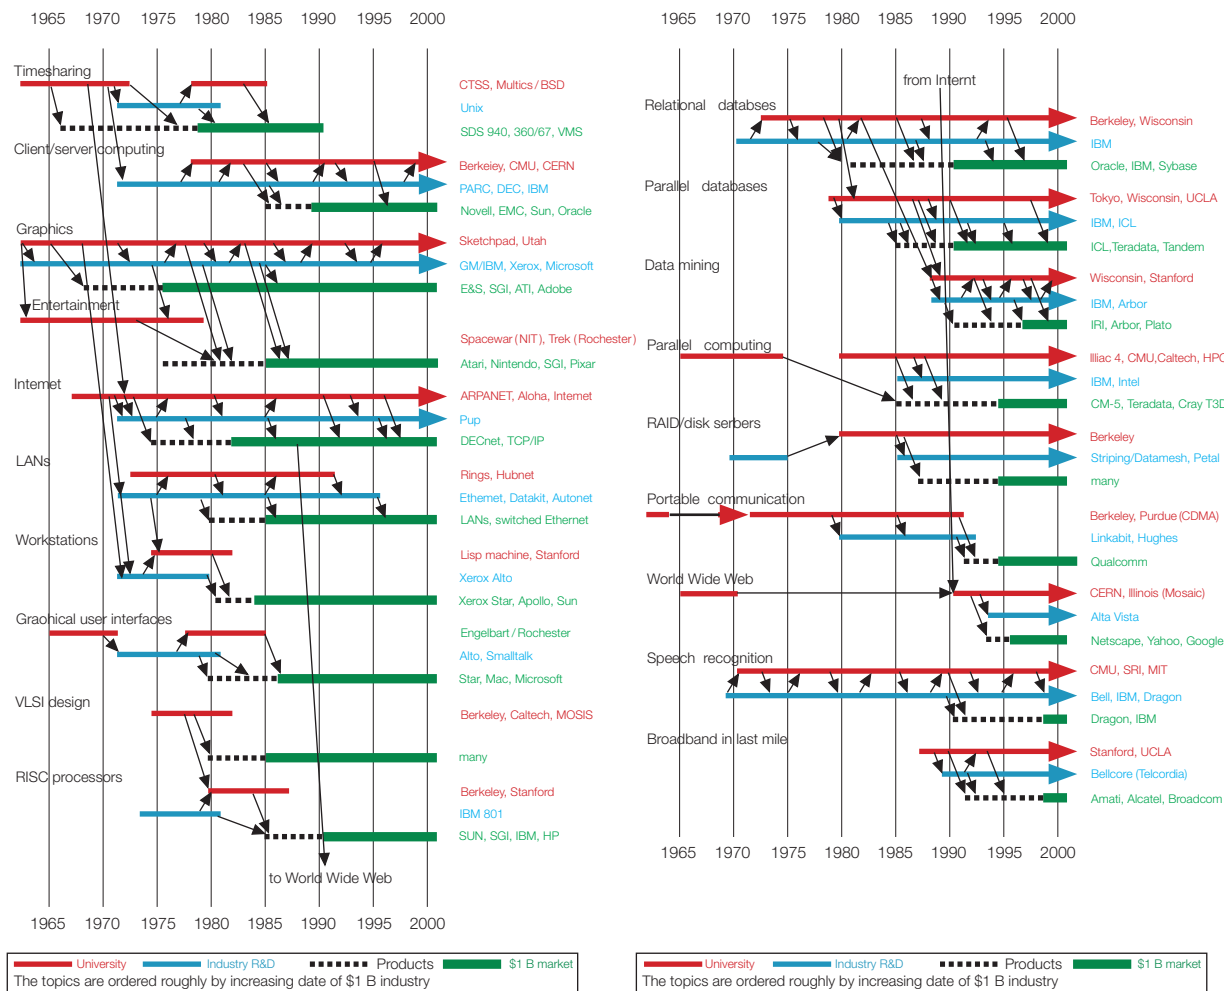 1965 1970 1975 1980 1985 1990 1995 2000
Timesharing
CTSS, Multics / BSD
Unix
SDS 940, 360/67, VMS
Client/server computing
Berkeley, CMU, CERN
PARC, DEC, IBM
Novell, EMC, Sun, Oracle
Graphics
Sketchpad, Utah
GM/IBM, Xerox, Microsoft
E&S, SGI, ATI, Adobe
Entertainment
Spacewar (NIT), Trek (Rochester)
Atari, Nintendo, SGI, Pixar
Internet
ARPANET, Aloha, Internet
Pup
DECnet, TCP/IP
LANs
Rings, Hubnet
Ethemet, Datakit, Autonet
LANs, switched Ethernet
Workstations
Lisp machine, Stanford
Xerox Alto
Xerox Star, Apollo, Sun
Graohical user interfaces
Engelbart / Rochester
Alto, Smalltalk
Star, Mac, Microsoft
VLSI design
Berkeley, Caltech, MOSIS
many
RISC processors
Berkeley, Stanford
IBM 801
SUN, SGI, IBM, HP
to World Wide Web
1965 1970 1975 1980 1985 1990 1995 2000
University Industry R&D Products $1 B market
The topics are ordered roughly by increasing date of $1 B industry
1965 1970 1975 1980 1985 1990 1995 2000
from Internt
Relational databses
Berkeley, Wisconsin
IBM
Oracle, IBM, Sybase
Parallel databases
Tokyo, Wisconsin, UCLA
IBM, ICL
ICL,Teradata, Tandem
Data mining
Wisconsin, Stanford
IBM, Arbor
IRI, Arbor, Plato
Parallel computing
Illiac 4, CMU,Caltech, HPC
IBM, Intel
CM-5, Teradata, Cray T3D
RAID/disk serbers
Berkeley
Striping/Datamesh, Petal
many
Portable communication
Berkeley, Purdue (CDMA)
Linkabit, Hughes
Qualcomm
World Wide Web
CERN, Illinois (Mosaic)
Alta Vista
Netscape, Yahoo, Google
Speech recognition
CMU, SRI, MIT
Bell, IBM, Dragon
Dragon, IBM
Broadband in last mile
Stanford, UCLA
Bellcore (Telcordia)
Amati, Alcatel, Broadcom
1965 1970 1975 1980 1985 1990 1995 2000
University Industry R&D Products $1 B market
The topics are ordered roughly by increasing date of $1 B industry